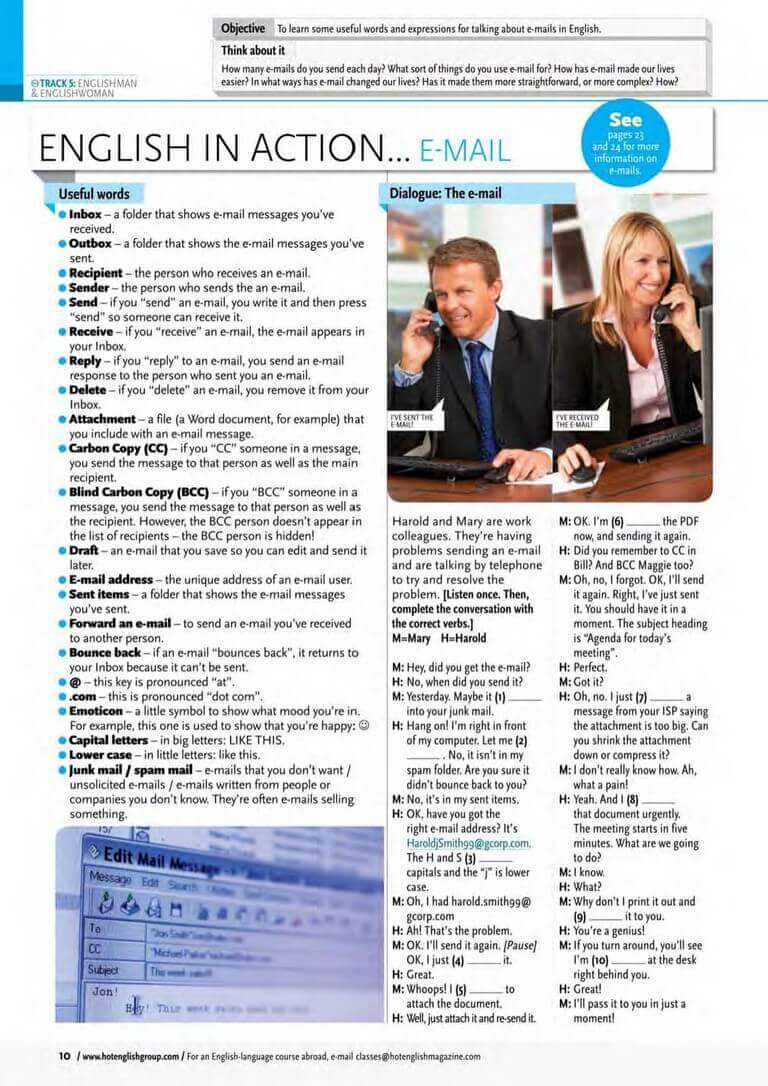 Objective To learn some useful words and expressions for talking about e-mails in English.
Think about it
How many e-mails do you send each day? What sort of things do you use e-mail for? How has e-mail made our lives
easier? In what ways has e-mail changed our lives? Has it made them more straightforward, or more complex? How?
TRACK 5: ENGLISHMAN
& ENGLISHWOMAN
ENGLISH IN ACTION... E-MAIL
See
pages 23
and 24 for more
information on
e-mails.
Useful words
Inbox – a folder that shows e-mail messages you've
received.
Outbox – a folder that shows the e-mail messages you've
sent.
Recipient – the person who receives an e-mail.
Sender – the person who sends the an e-mail.
Send – if you "send" an e-mail, you write it and then press
"send" so someone can receive it.
Receive – if you "receive" an e-mail, the e-mail appears in
your Inbox.
Reply – if you "reply" to an e-mail, you send an e-mail
response to the person who sent you an e-mail.
Delete – if you "delete" an e-mail, you remove it from your
Inbox.
Attachment – a file (a Word document, for example) that
you include with an e-mail message.
Carbon Copy (CC) – if you "CC" someone in a message,
you send the message to that person as well as the main
recipient.
Blind Carbon Copy (BCC) – if you "BCC" someone in a
message, you send the message to that person as well as
the recipient. However, the BCC person doesn't appear in
the list of recipients – the BCC person is hidden!
Draft – an e-mail that you save so you can edit and send it
later.
E-mail address – the unique address of an e-mail user.
Sent items – a folder that shows the e-mail messages
you've sent.
Forward an e-mail – to send an e-mail you've received
to another person.
Bounce back – if an e-mail "bounces back", it returns to
your Inbox because it can't be sent.
@ – this key is pronounced "at".
.com – this is pronounced "dot com".
Emoticon – a little symbol to show what mood you're in.
For example, this one is used to show that you're happy: ☺
Capital letters – in big letters: LIKE THIS.
Lower case – in little letters: like this.
Junk mail / spam mail – e-mails that you don't want /
unsolicited e-mails / e-mails written from people or
companies you don't know. They're often e-mails selling
something.
Edit Mail Message
Message Edit Search
To
CC
Subject
Jon!
Hey! This week
Dialogue: The e-mail
I'VE SENT THE
E-MAIL!
I'VE RECEIVED
THE E-MAIL!
Harold and Mary are work
colleagues. They're having
problems sending an e-mail
and are talking by telephone
to try and resolve the
problem. [Listen once. Then,
complete the conversation with
the correct verbs.]
M=Mary H=Harold
M: Hey, did you get the e-mail?
H: No, when did you send it?
M: Yesterday. Maybe it (1) ______
into your junk mail.
H: Hang on! I'm right in front
of my computer. Let me (2)
______ . No, it isn't in my
spam folder. Are you sure it
didn't bounce back to you?
M: No, it's in my sent items.
H: OK, have you got the
right e-mail address? It's
HaroldjSmith99@gcorp.com.
The H and S (3) ______
capitals and the "j" is lower
case.
M: Oh, I had harold.smith99@
gcorp.com
H: Ah! That's the problem.
M: OK. I'll send it again. [Pause]
OK, I just (4) ______ it.
H: Great.
M: Whoops! I (5) ______ to
attach the document.
H: Well, just attach it and re-send it.
M: OK. I'm (6) ______ the PDF
now, and sending it again.
H: Did you remember to CC in
Bill? And BCC Maggie too?
M: Oh, no, I forgot. OK, I'll send
it again. Right, I've just sent
it. You should have it in a
moment. The subject heading
is "Agenda for today's
meeting".
H: Perfect.
M: Got it?
H: Oh, no. I just (7) ______ a
message from your ISP saying
the attachment is too big. Can
you shrink the attachment
down or compress it?
M: I don't really know how. Ah,
what a pain!
H: Yeah. And I (8) ______
that document urgently.
The meeting starts in five
minutes. What are we going
to do?
M: I know.
H: What?
M: Why don't I print it out and
(9) ______ it to you.
H: You're a genius!
M: If you turn around, you'll see
I'm (10) ______ at the desk
right behind you.
H: Great!
M: I'll pass it to you in just a
moment!
10 / www.hotenglishgroup.com / For an English-language course abroad, e-mail classes@hotenglishmagazine.com